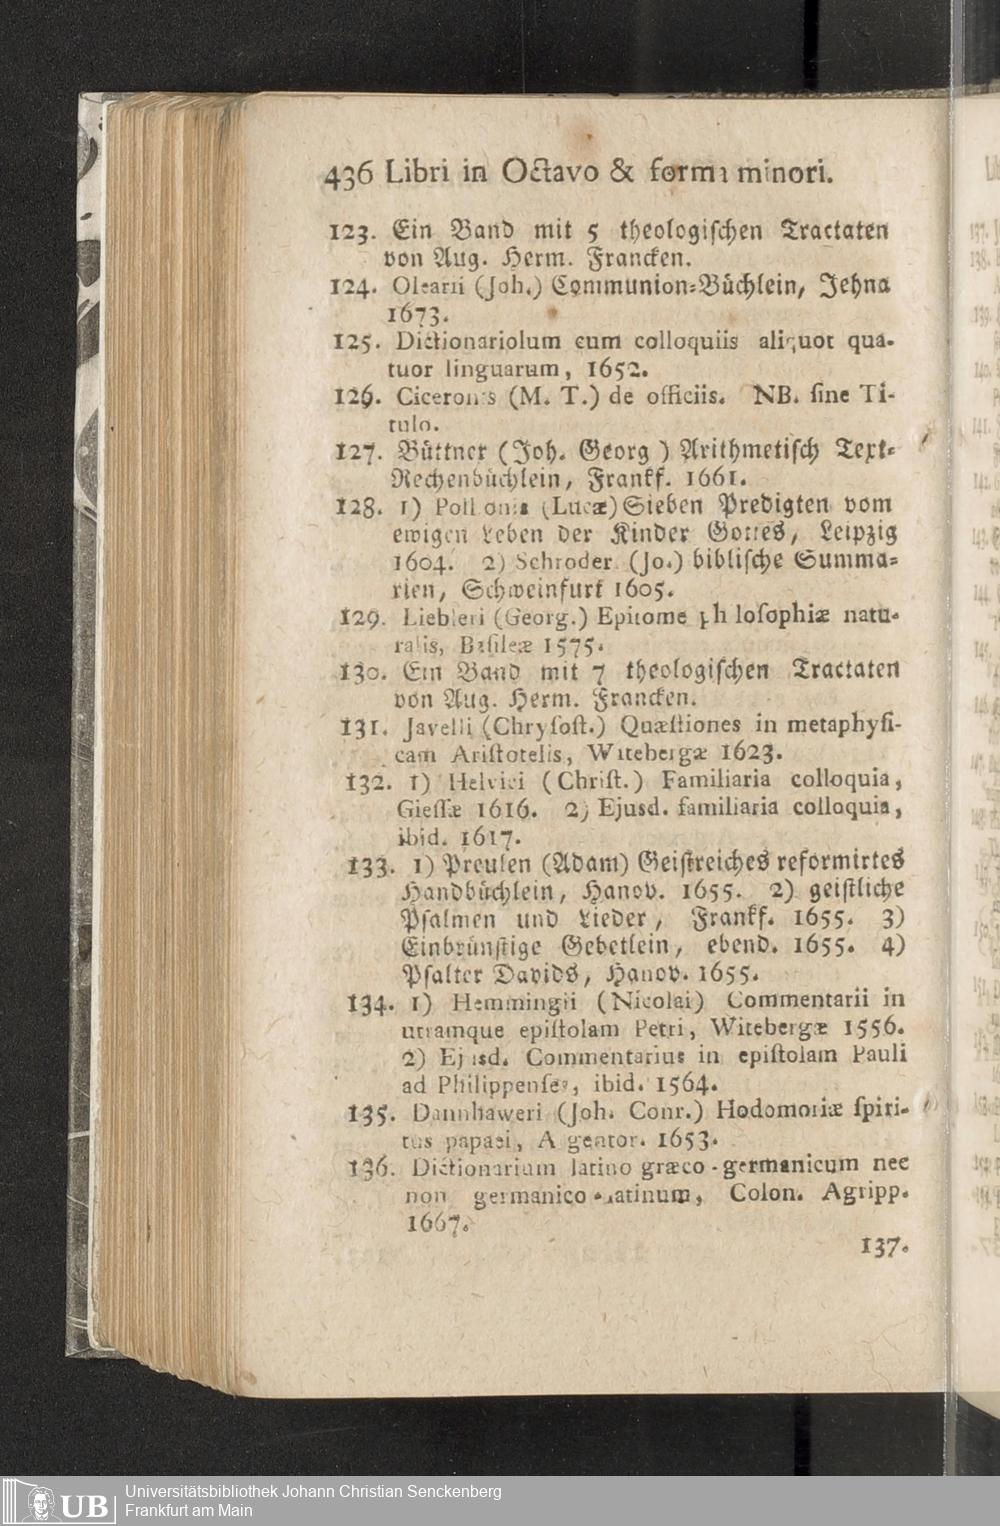 436 Libri in Octavo & forma minori.
123. Ein Band mit 5 theologischen Tractaten
von Aug. Herm. Francken.
124. Olearii (Joh.) Communion-Büchlein, Jehna
1673.
125. Dictionariolum cum colloquiis aliquot qua-
tuor linguarum, 1652.
126. Ciceronis (M. T.) de officiis. NB. sine Ti-
tulo.
127. Büttner (Joh. Georg) Arithmetisch Text-
Rechenbüchlein, Franff. 1661.
128. 1) Poll (Lucæ) Sieben Predigten vom
ewigen Leben der Kinder Gottes, Leipzig
1604. 2) Schroder (Jo.) biblische Summa-
rien, Schweinfurt 1605.
129. Liebleri (Georg.) Epitome philosophiæ natu-
ralis, Basileæ 1575.
130. Ein Band mit 7 theologischen Tractaten
von Aug. Herm. Francken.
131. Javelli (Chrysost.) Quæstiones in metaphysi-
cam Aristotelis, Witebergæ 1623.
132. 1) Helvici (Christ.) Familiaria colloquia,
Giessæ 1616. 2) Ejusd. familiaria colloquia,
ibid. 1617.
133. 1) Preulen (Adam) Geistreiches reformirtes
Handbüchlein, Hanov. 1655. 2) geistliche
Psalmen und Lieder, Franff. 1655. 3)
Einbrünstige Gebetlein, ebend. 1655. 4)
Psalter Davids, Hanov. 1655.
134. 1) Hemmingii (Nicolai) Commentarii in
utramque epistolam Petri, Witebergæ 1556.
2) Ejusd. Commentarius in epistolam Pauli
ad Philippenses, ibid. 1564.
135. Dannhaweri (Joh. Conr.) Hodomoriæ spiri-
tus papaei, Argentor. 1653.
136. Dictionarium latino græco-germanicum nec
non germanico-latinum, Colon. Agripp.
1667.
137.
UB
Universitätsbibliothek Johann Christian Senckenberg
Frankfurt am Main